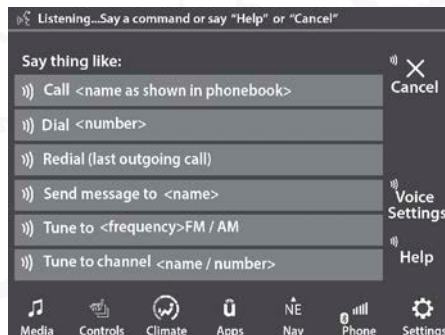 Listening...Say a command or say “Help” or “Cancel”
Say thing like:
Call <name as shown in phonebook>
Dial <number>
Redial (last outgoing call)
Send message to <name>
Tune to <frequency>FM / AM
Tune to channel <name / number>
Cancel
Voice
Settings
Help
NE
Media Controls Climate Apps Nav Phone Settings